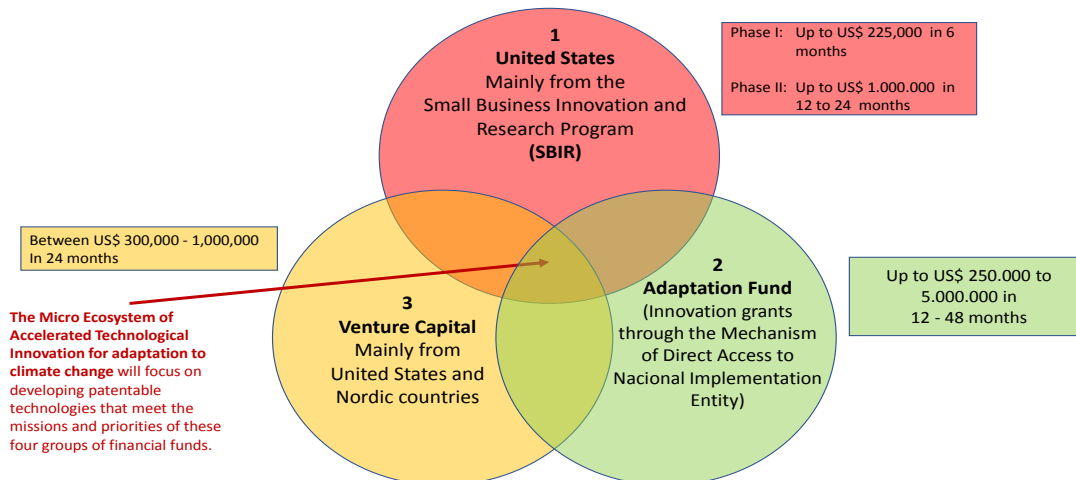 1
United States
Mainly from the
Small Business Innovation and
Research Program
(SBIR)
Phase I: Up to US$ 225,000 in 6
months
Phase II: Up to US$ 1.000.000 in
12 to 24 months
Between US$ 300,000 - 1,000,000
In 24 months
The Micro Ecosystem of
Accelerated Technological
Innovation for adaptation to
climate change will focus on
developing patentable
technologies that meet the
missions and priorities of these
four groups of financial funds.
3
Venture Capital
Mainly from
United States and
Nordic countries
2
Adaptation Fund
(Innovation grants
through the Mechanism
of Direct Access to
Nacional Implementation
Entity)
Up to US$ 250.000 to
5.000.000 in
12 - 48 months